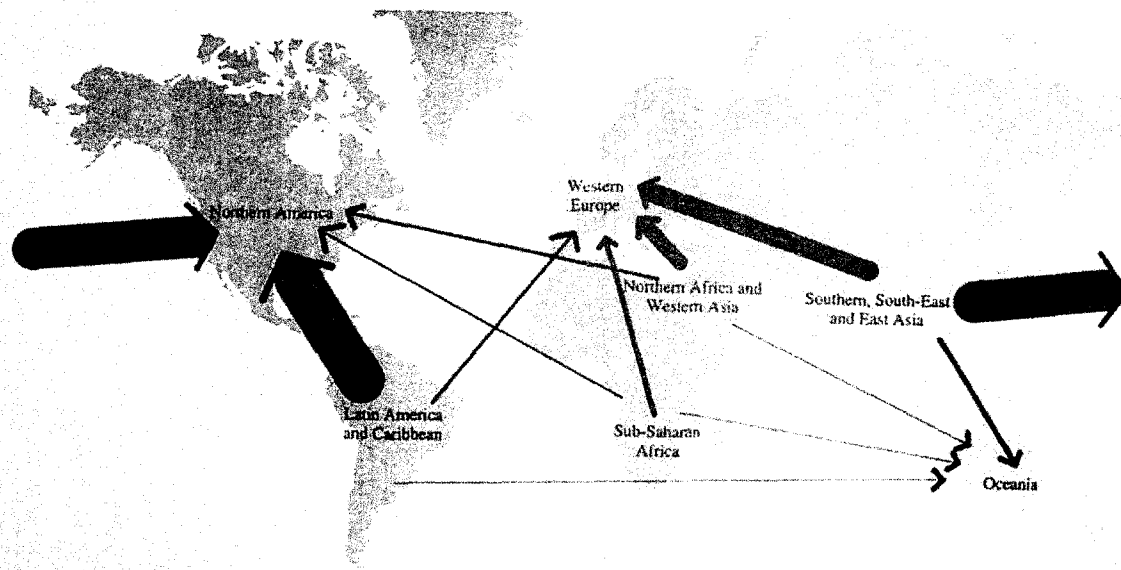 Western
Europe
Northern America
Northern Africa and
Western Asia
Southern, South-East
and East Asia
Latin America
and Caribbean
Sub-Saharan
Africa
Oceania